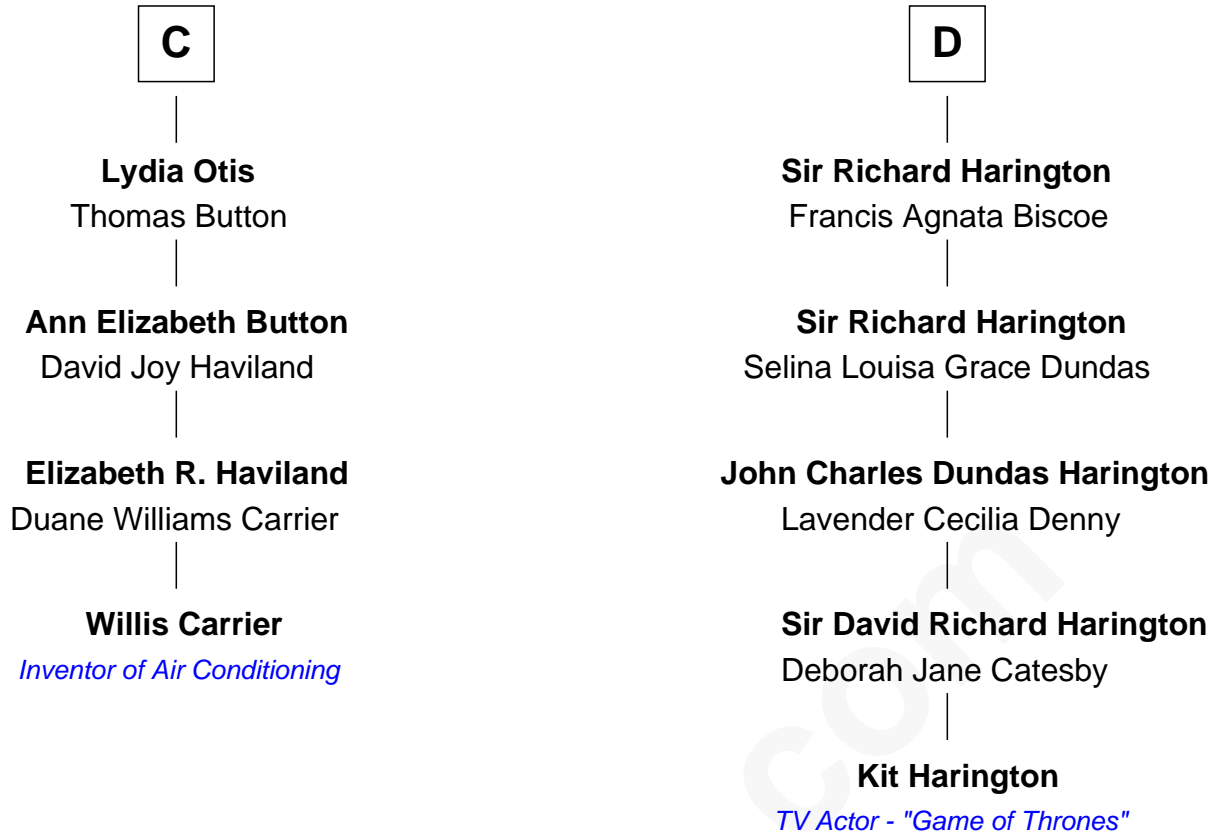 C
Lydia Otis
Thomas Button
Ann Elizabeth Button
David Joy Haviland
Elizabeth R. Haviland
Duane Williams Carrier
Willis Carrier
Inventor of Air Conditioning
D
Sir Richard Harington
Francis Agnata Biscoe
Sir Richard Harington
Selina Louisa Grace Dundas
John Charles Dundas Harington
Lavender Cecilia Denny
Sir David Richard Harington
Deborah Jane Catesby
Kit Harington
TV Actor - "Game of Thrones"
com